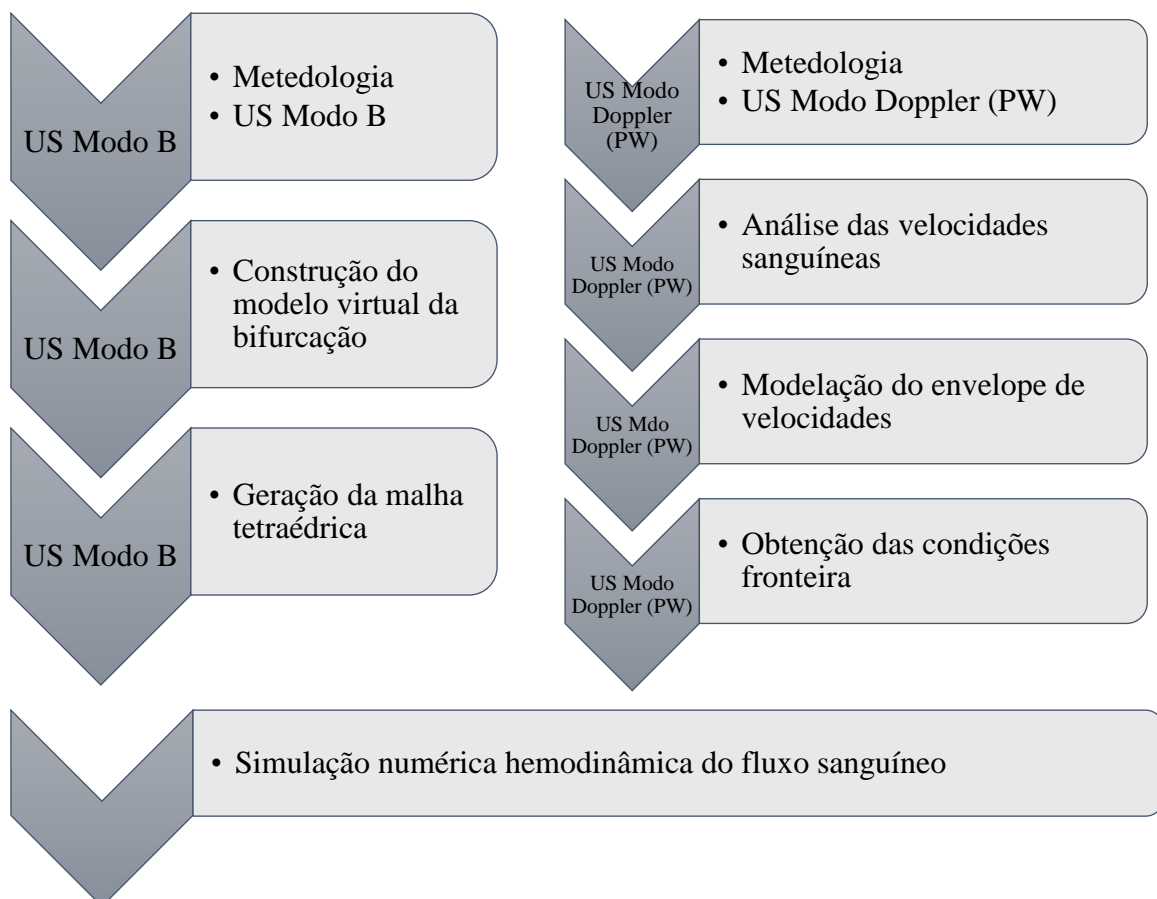 US Modo B
• Metedologia
• US Modo B
US Modo B
• Construção do
modelo virtual da
bifurcação
US Modo B
• Geração da malha
tetraédrica
US Modo
Doppler
(PW)
• Metedologia
• US Modo Doppler (PW)
US Modo
Doppler (PW)
• Análise das velocidades
sanguíneas
US Mdo
Doppler (PW)
• Modelação do envelope de
velocidades
US Modo
Doppler (PW)
• Obtenção das condições
fronteira
• Simulação numérica hemodinâmica do fluxo sanguíneo